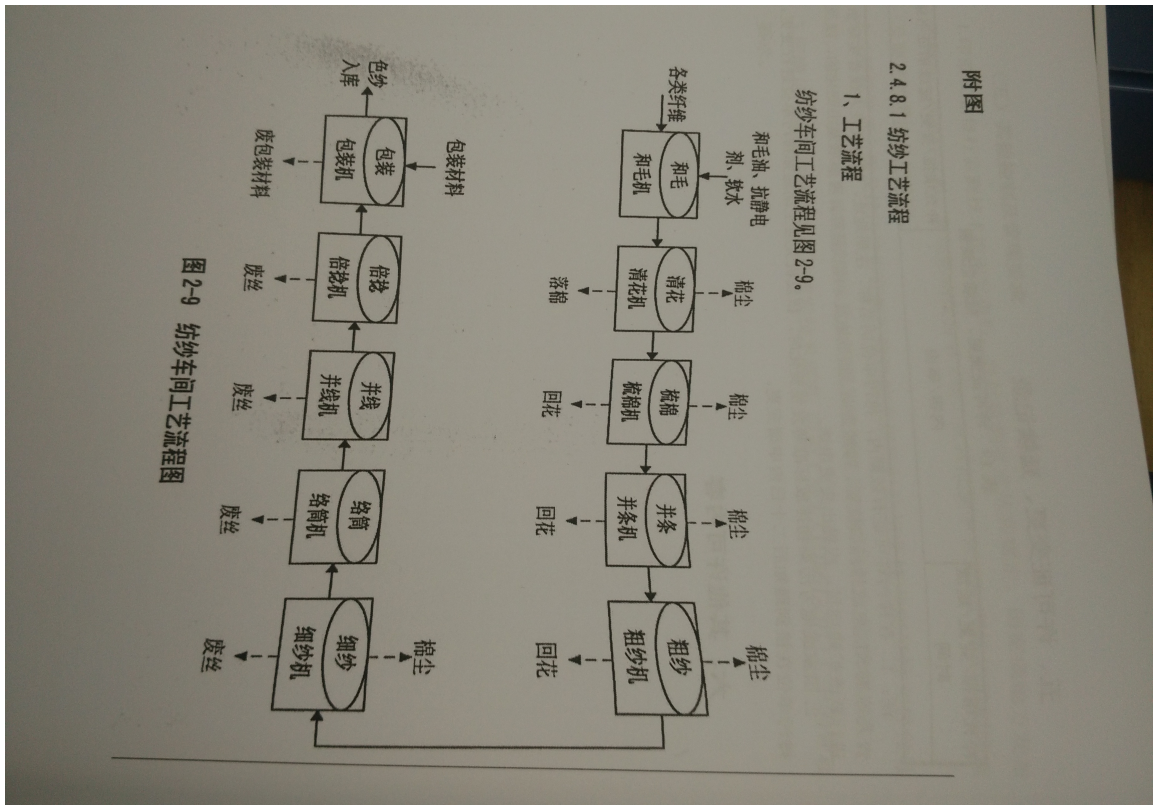 附图
2.4.8.1 纺纱工艺流程
1、工艺流程
纺纱车间工艺流程见图 2-9。
和毛油、抗静电
剂、软水
棉尘
棉尘
棉尘
棉尘
各类纤维
和毛
和毛机
清花
清花机
梳棉
梳棉机
并条
并条机
粗纱
粗纱机
落棉
回花
回花
回花
包装材料
棉尘
色纱
入库
包装
包装机
倍捻
倍捻机
并线
并线机
络筒
络筒机
细纱
细纱机
废包装材料
废丝
废丝
废丝
废丝
图 2-9 纺纱车间工艺流程图